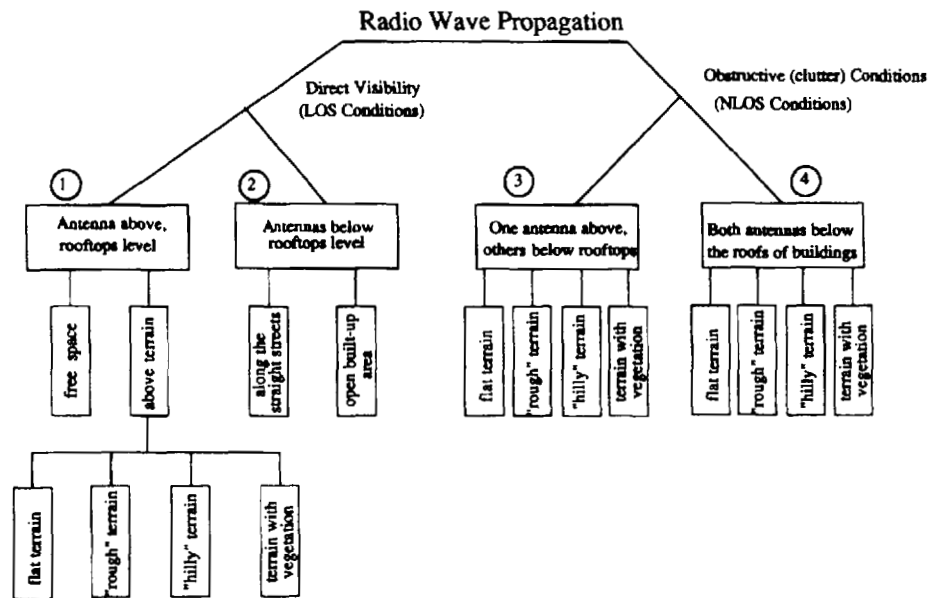 Radio Wave Propagation
Direct Visibility
(LOS Conditions)
Obstructive (clutter) Conditions
(NLOS Conditions)
1
2
3
4
Antenna above,
rooftops level
Antennas below
rooftops level
One antenna above,
others below rooftops
Both antennas below
the roofs of buildings
free space
above terrain
along the
straight streets
open built-up
area
flat terrain
"rough" terrain
"hilly" terrain
terrain with
vegetation
flat terrain
"rough" terrain
"hilly" terrain
terrain with
vegetation
flat terrain
"rough" terrain
"hilly" terrain
terrain with
vegetation